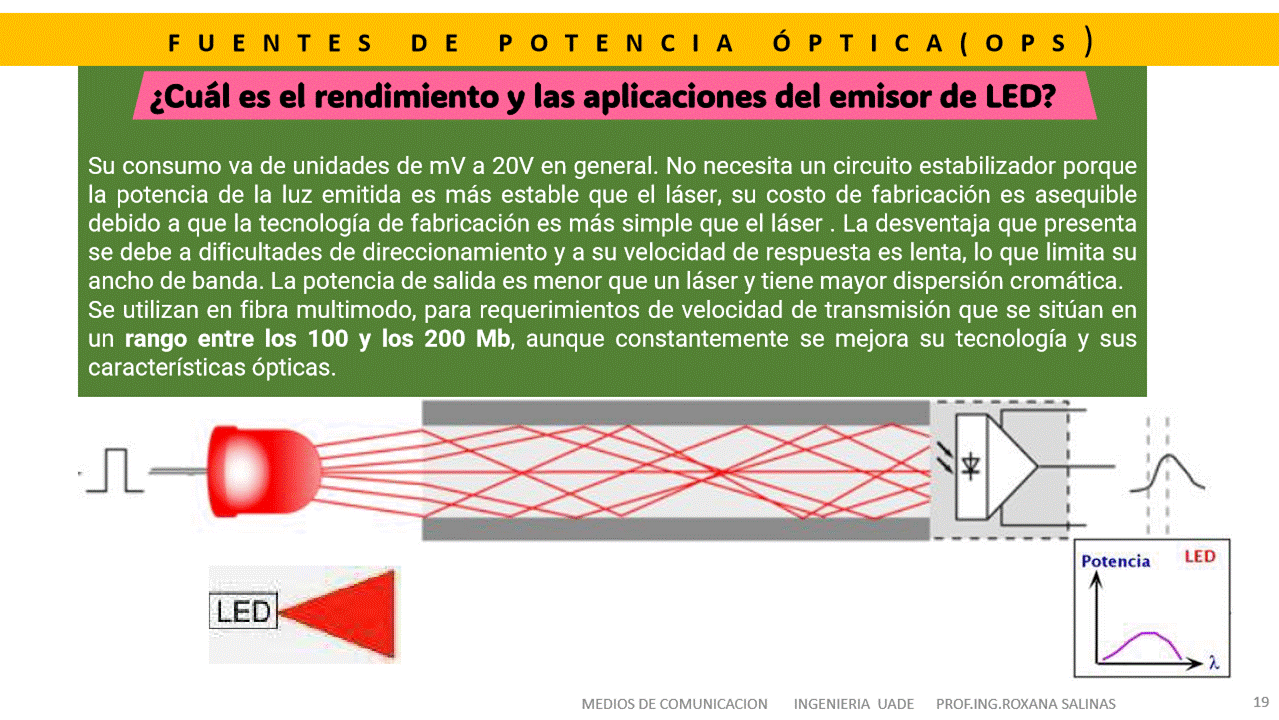 FUENTES DE POTENCIA ÓPTICA(OPS)
¿Cuál es el rendimiento y las aplicaciones del emisor de LED?
Su consumo va de unidades de mV a 20V en general. No necesita un circuito estabilizador porque
la potencia de la luz emitida es más estable que el láser, su costo de fabricación es asequible
debido a que la tecnología de fabricación es más simple que el láser . La desventaja que presenta
se debe a dificultades de direccionamiento y a su velocidad de respuesta es lenta, lo que limita su
ancho de banda. La potencia de salida es menor que un láser y tiene mayor dispersión cromática.
Se utilizan en fibra multimodo, para requerimientos de velocidad de transmisión que se sitúan en
un rango entre los 100 y los 200 Mb, aunque constantemente se mejora su tecnología y sus
características ópticas.
LED
Potencia LED
λ
MEDIOS DE COMUNICACION INGENIERIA UADE PROF.ING.ROXANA SALINAS
19